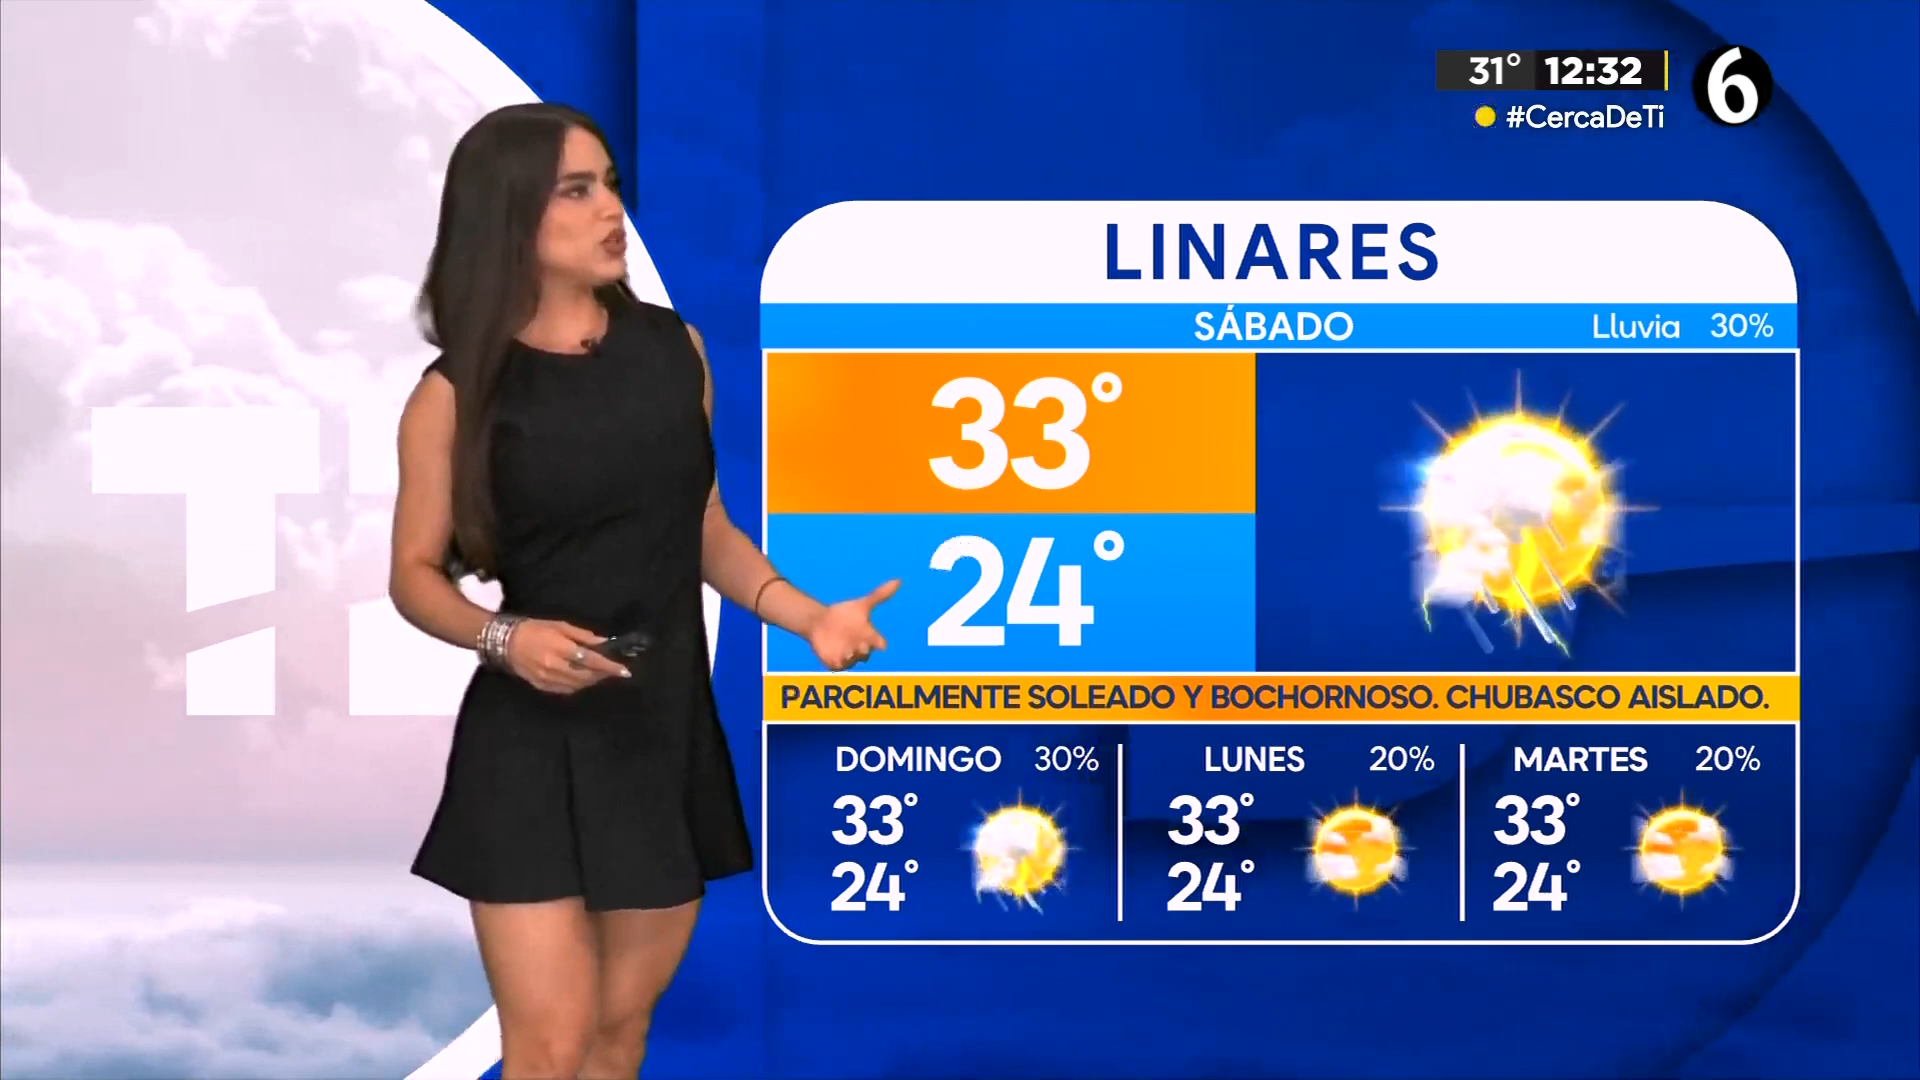 31° 12:32
6
#CercaDeTi
LINARES
SÁBADO Lluvia 30%
33°
24°
PARCIALMENTE SOLEADO Y BOCHORNOSO. CHUBASCO AISLADO.
DOMINGO 30%
33°
24°
LUNES 20%
33°
24°
MARTES 20%
33°
24°